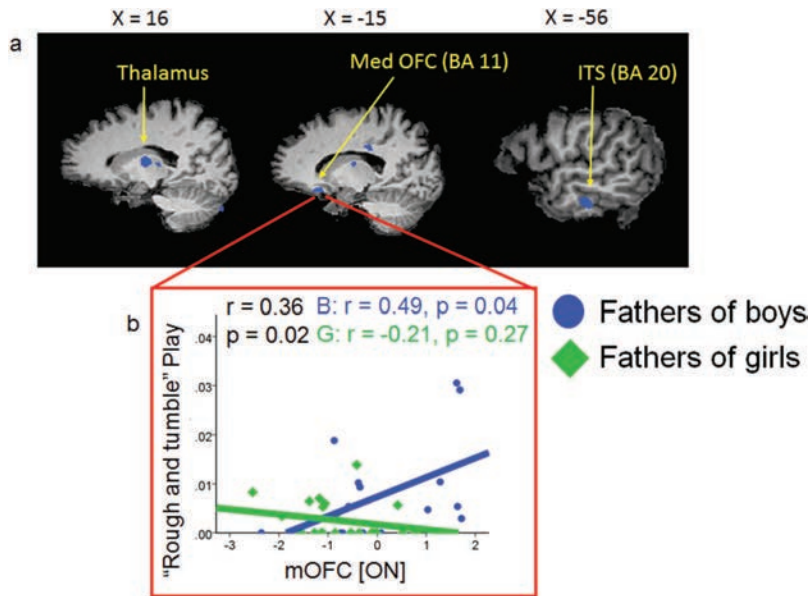 X = 16 X = -15 X = -56
a
Thalamus
Med OFC (BA 11)
ITS (BA 20)
b
r = 0.36 B: r = 0.49, p = 0.04
p = 0.02 G: r = -0.21, p = 0.27
Fathers of boys
Fathers of girls
"Rough and tumble" Play
.04
.03
.02
.01
.00
-3 -2 -1 0 1 2
mOFC [ON]